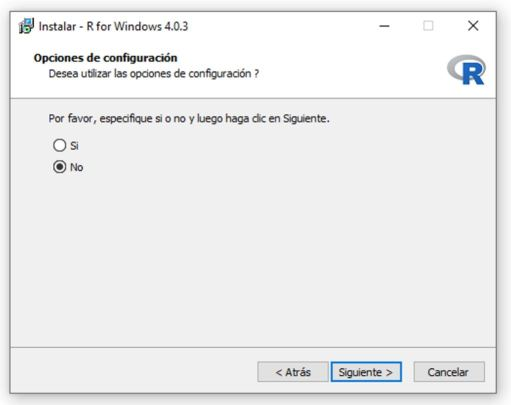 Instalar - R for Windows 4.0.3
Opciones de configuración
Desea utilizar las opciones de configuración ?
R
Por favor, especifique si o no y luego haga clic en Siguiente.
Si
No
< Atrás
Siguiente >
Cancelar